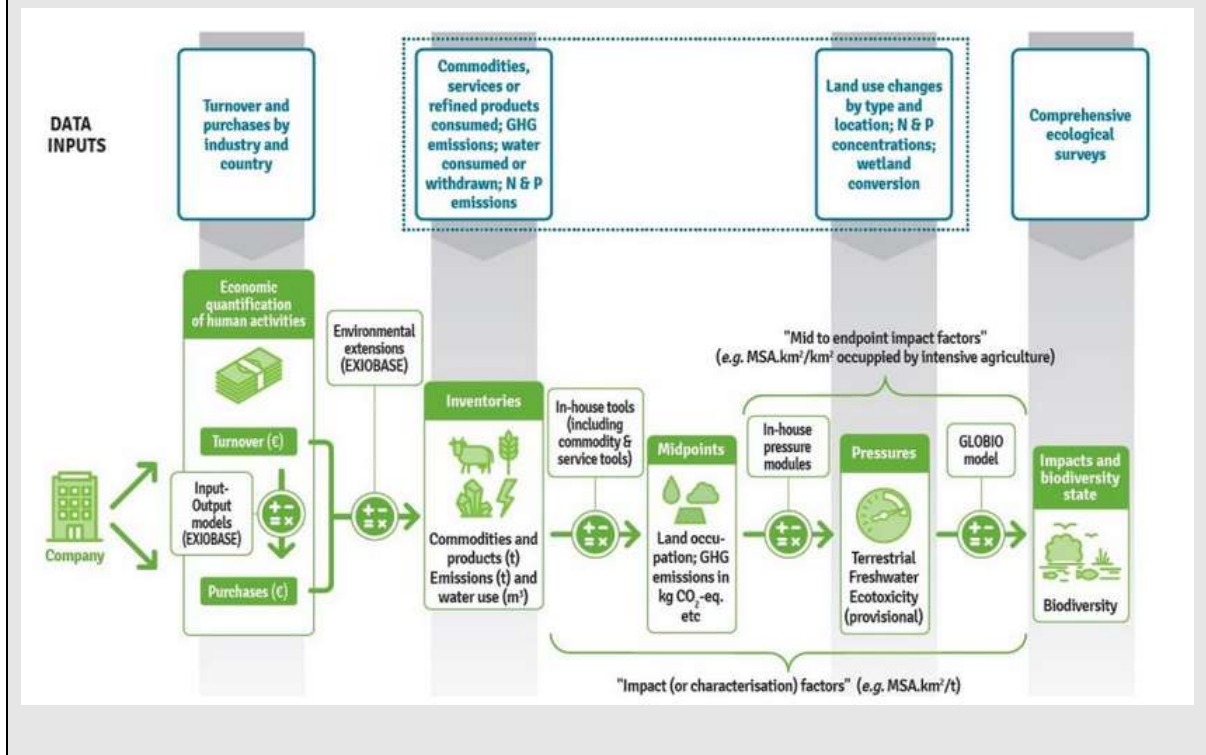 DATA
INPUTS
Turnover and
purchases by
industry and
country
Commodities,
services or
refined products
consumed; GHG
emissions; water
consumed or
withdrawn; N & P
emissions
Land use changes
by type and
location; N & P
concentrations;
wetland
conversion
Comprehensive
ecological
surveys
Economic
quantification
of human activities
Turnover (€)
Input-
Output
models
(EXIOBASE)
Purchases (€)
Company
Environmental
extensions
(EXIOBASE)
Inventories
Commodities and
products (t)
Emissions (t) and
water use (m³)
In-house tools
(including
commodity &
service tools)
Midpoints
Land occu-
pation; GHG
emissions in
kg CO₂-eq.
etc
"Mid to endpoint impact factors"
(e.g. MSA.km²/km² occuppied by intensive agriculture)
In-house
pressure
modules
Pressures
Terrestrial
Freshwater
Ecotoxicity
(provisional)
GLOBIO
model
Impacts and
biodiversity
state
Biodiversity
"Impact (or characterisation) factors" (e.g. MSA.km²/t)